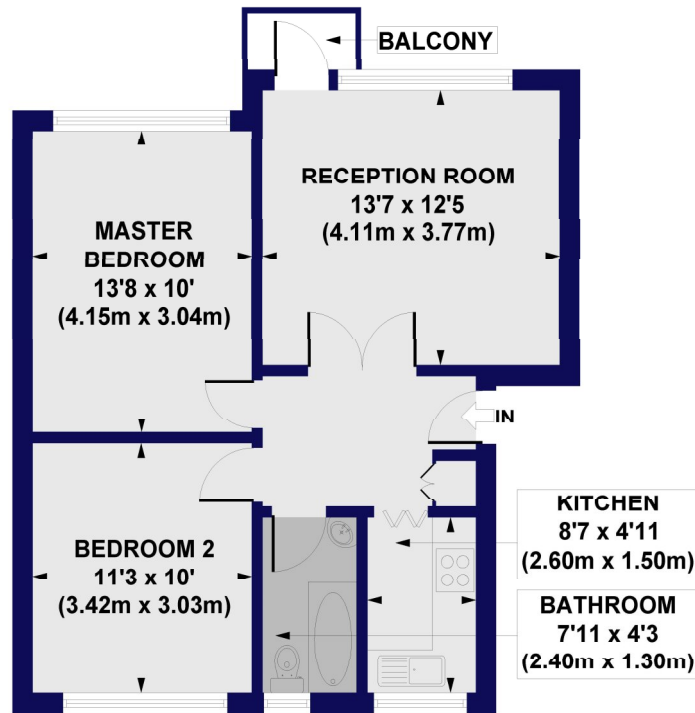 BALCONY
RECEPTION ROOM
13'7 x 12'5
(4.11m x 3.77m)
MASTER
BEDROOM
13'8 x 10'
(4.15m x 3.04m)
IN
KITCHEN
8'7 x 4'11
(2.60m x 1.50m)
BEDROOM 2
11'3 x 10'
(3.42m x 3.03m)
BATHROOM
7'11 x 4'3
(2.40m x 1.30m)